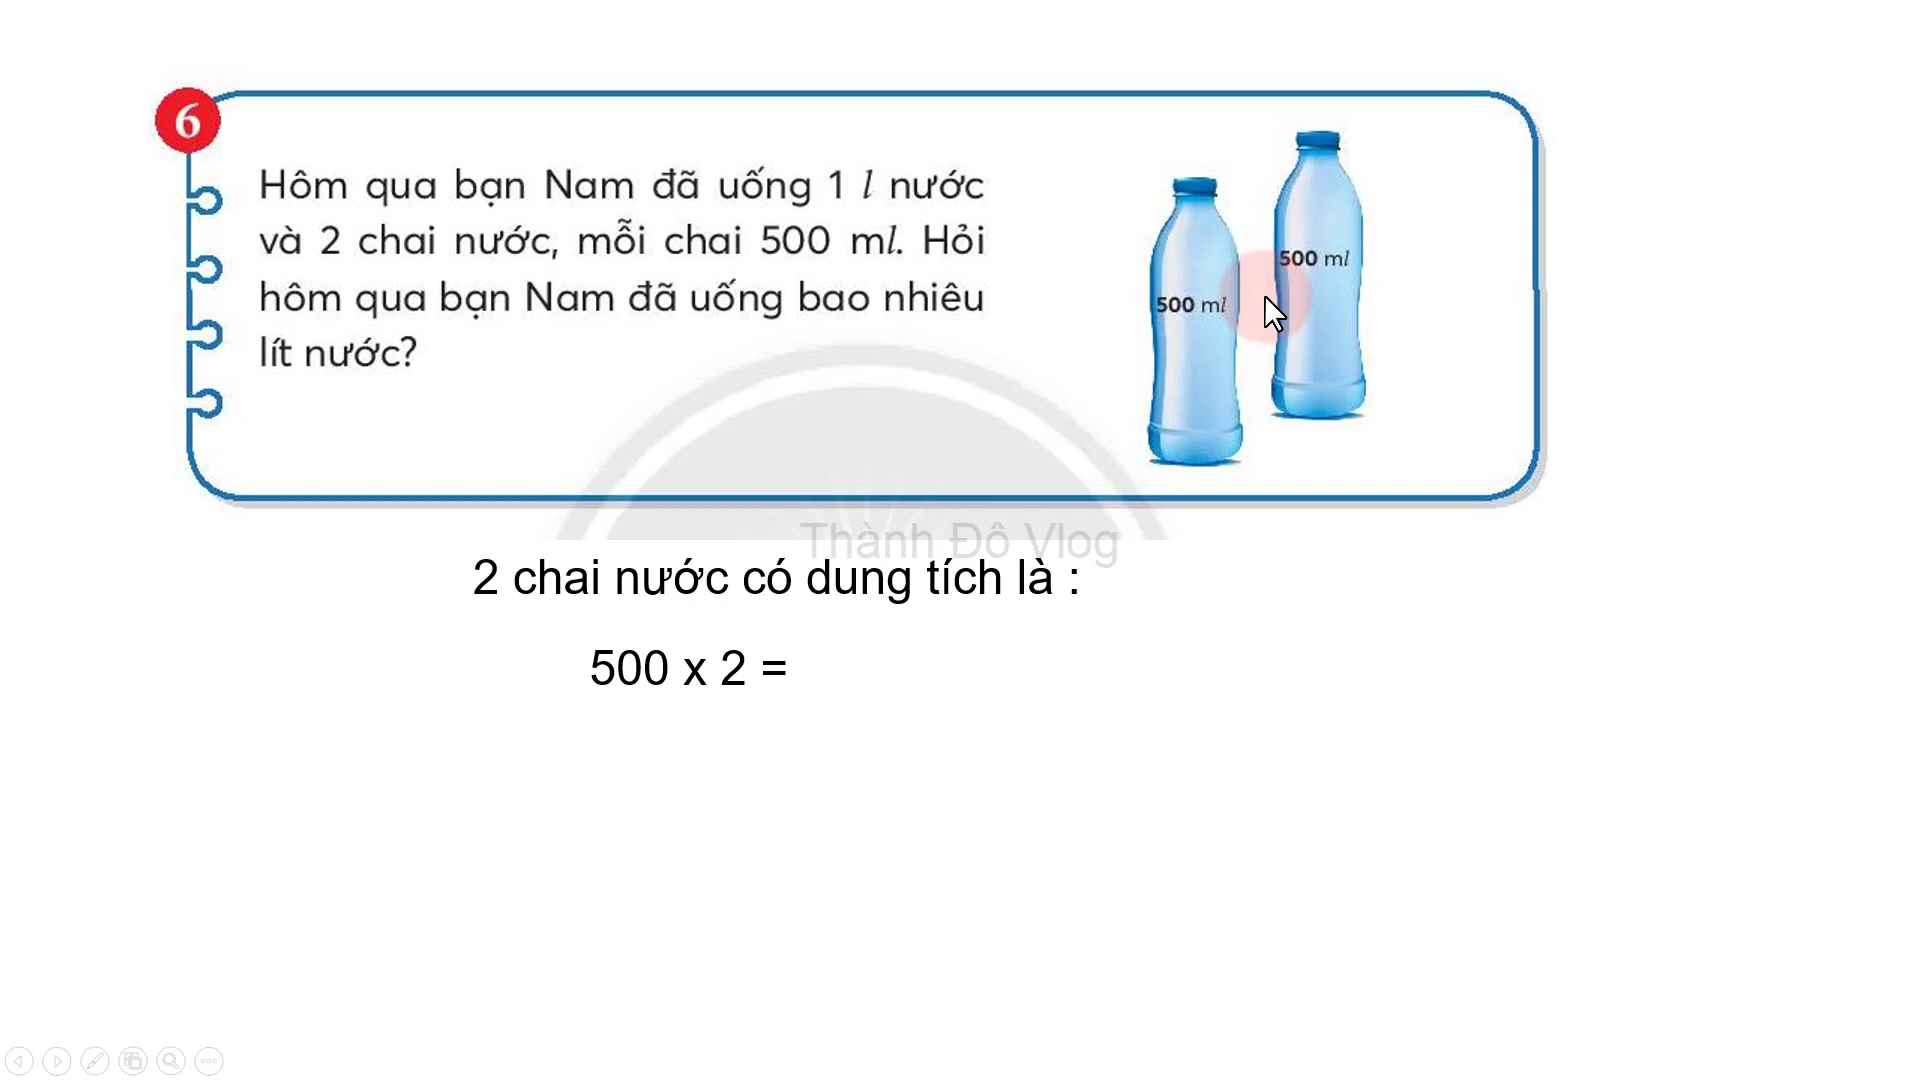 6
Hôm qua bạn Nam đã uống 1 l nước
và 2 chai nước, mỗi chai 500 ml. Hỏi
hôm qua bạn Nam đã uống bao nhiêu
lít nước?
500 ml
500 ml
Thành Đô Vlog
2 chai nước có dung tích là :
500 x 2 =